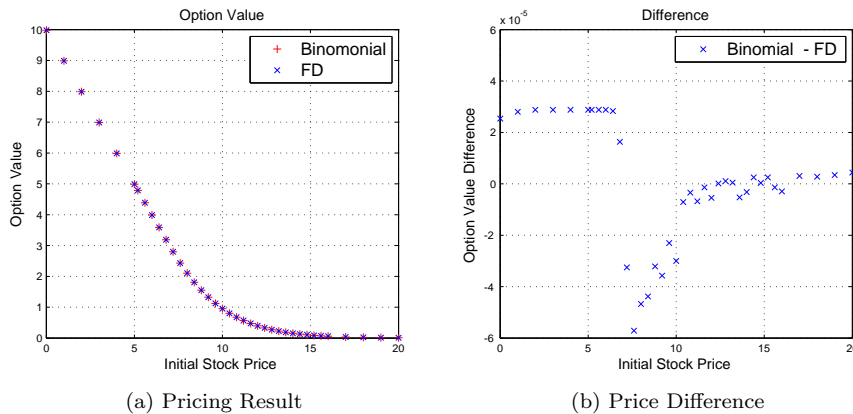 Option Value
10
9
8
7
6
5
4
3
2
1
0
Option Value
+ Binomonial
× FD
0 5 10 15 20
Initial Stock Price
(a) Pricing Result
Difference
x 10^-5
6
4
2
0
-2
-4
-6
Option Value Difference
× Binomial - FD
0 5 10 15 20
Initial Stock Price
(b) Price Difference